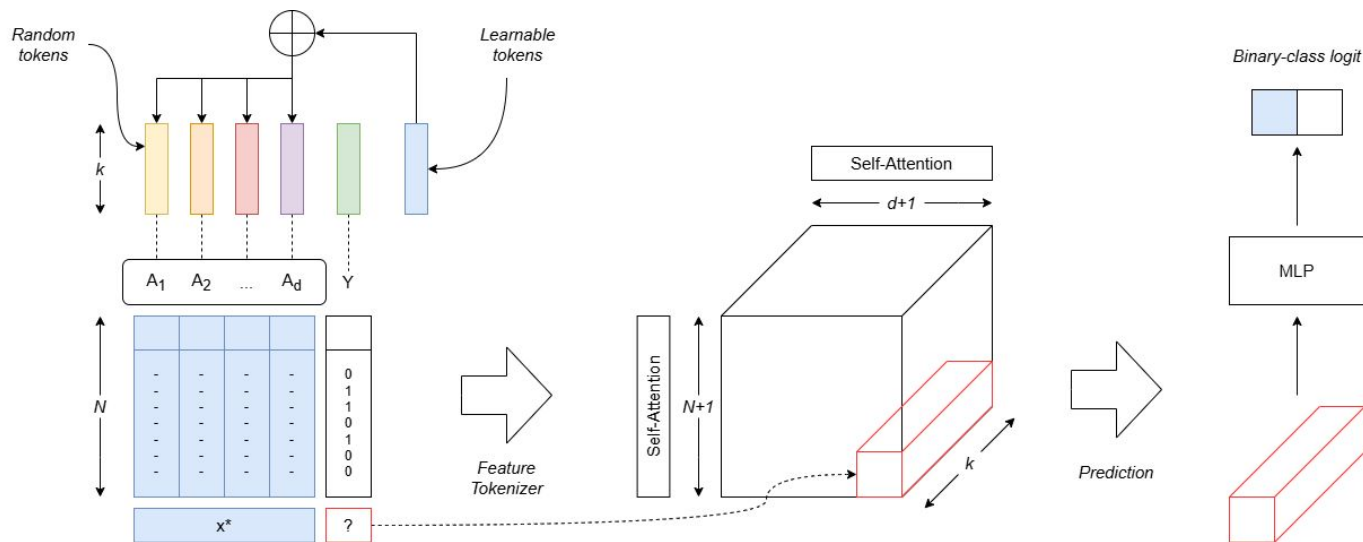 Random
tokens
Learnable
tokens
Binary-class logit
k
Self-Attention
d+1
A1 A2 ... Ad Y
MLP
N
- - - - 0
- - - - 1
- - - - 1
- - - - 0
- - - - 1
- - - - 0
- - - - 0
Self-Attention
N+1
k
Feature
Tokenizer
Prediction
x* ?